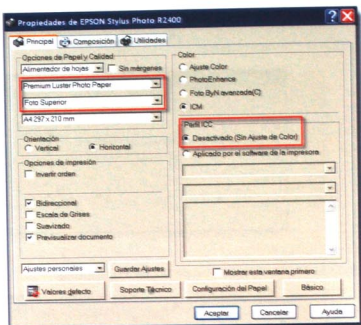 Propiedades de EPSON Stylus Photo R2400
Principal
Composición
Utilidades
Opciones de Papel y Calidad
Alimentador de hojas
Sin márgenes
Premium Luster Photo Paper
Foto Superior
A4 297 x 210 mm
Orientación
Vertical
Horizontal
Opciones de impresión
Invertir orden
Bidireccional
Escala de Grises
Suavizado
Previsualizar documento
Ajustes personales
Guardar Ajustes
Color
Ajuste Color
PhotoEnhance
Foto ByN avanzada(C)
ICM
Perfil ICC
Desactivado (Sin Ajuste de Color)
Aplicado por el software de la impresora
Mostrar esta ventana primero
Valores defecto
Soporte Técnico
Configuración del Papel
Básico
Aceptar
Cancelar
Ayuda